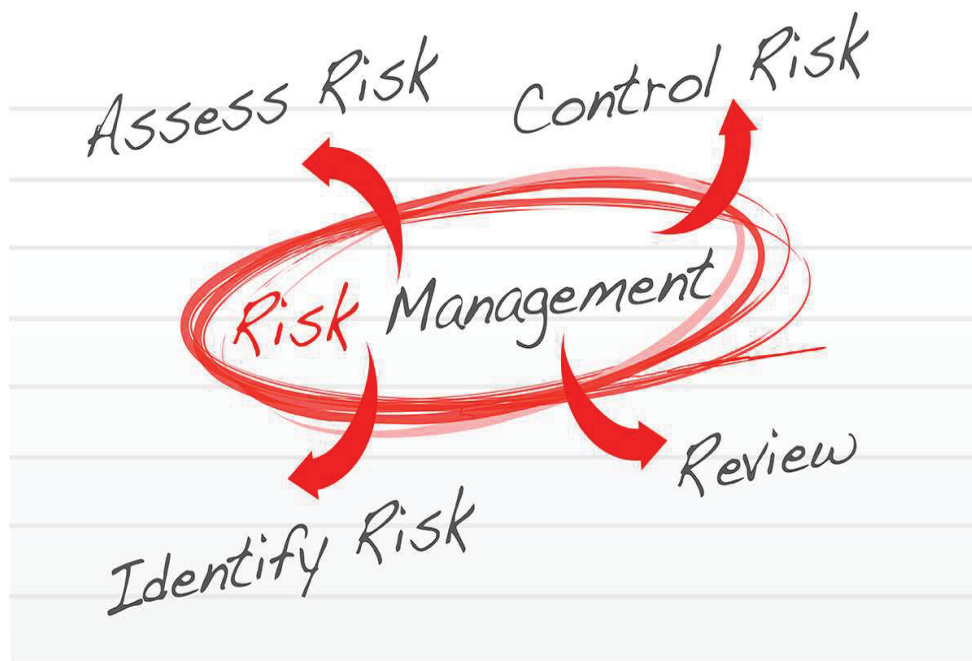 Assess Risk
Control Risk
Risk Management
Review
Identify Risk